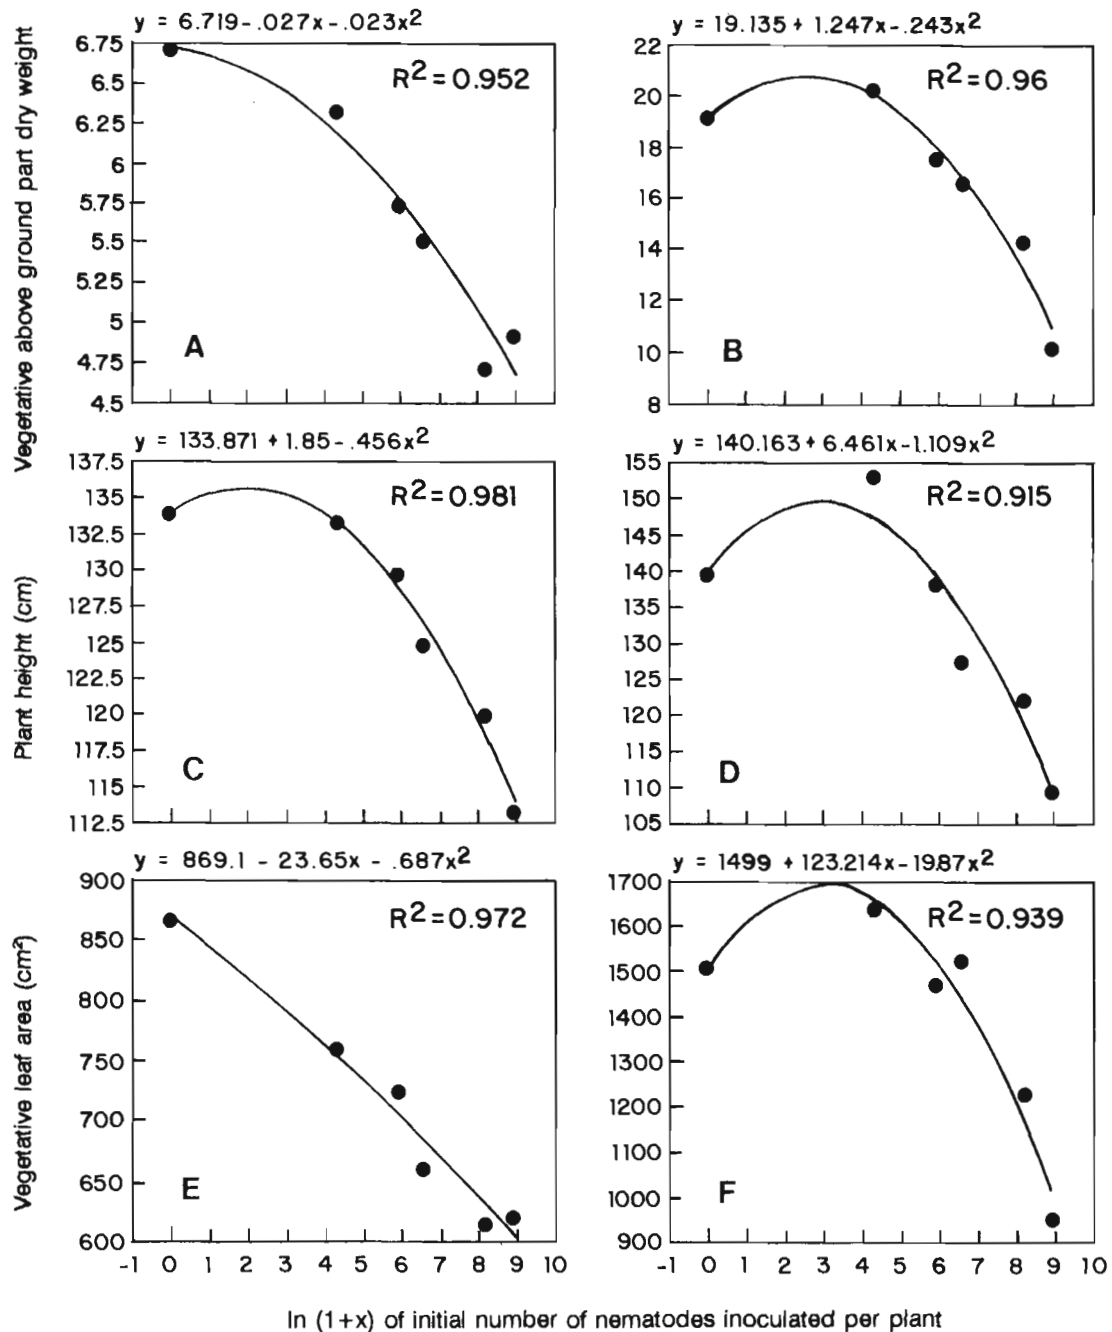 y = 6.719-.027x-.023x2
y = 19.135 + 1.247x-.243x2
Vegetative above ground part dry weight
6.75
6.5
6.25
6
5.75
5.5
5.25
5
4.75
4.5
R2=0.952
A
22
20
18
16
14
12
10
8
R2=0.96
B
y = 133.871 + 1.85-.456x2
y = 140.163 + 6.461x-1.109x2
Plant height (cm)
137.5
135
132.5
130
127.5
125
122.5
120
117.5
115
112.5
R2=0.981
C
155
150
145
140
135
130
125
120
115
110
105
R2=0.915
D
y = 869.1 - 23.65x - .687x2
y = 1499 + 123.214x-19.87x2
Vegetative leaf area (cm2)
900
850
800
750
700
650
600
R2=0.972
E
1700
1600
1500
1400
1300
1200
1100
1000
900
R2=0.939
F
-1 0 1 2 3 4 5 6 7 8 9 10
-1 0 1 2 3 4 5 6 7 8 9 10
ln (1+x) of initial number of nematodes inoculated per plant